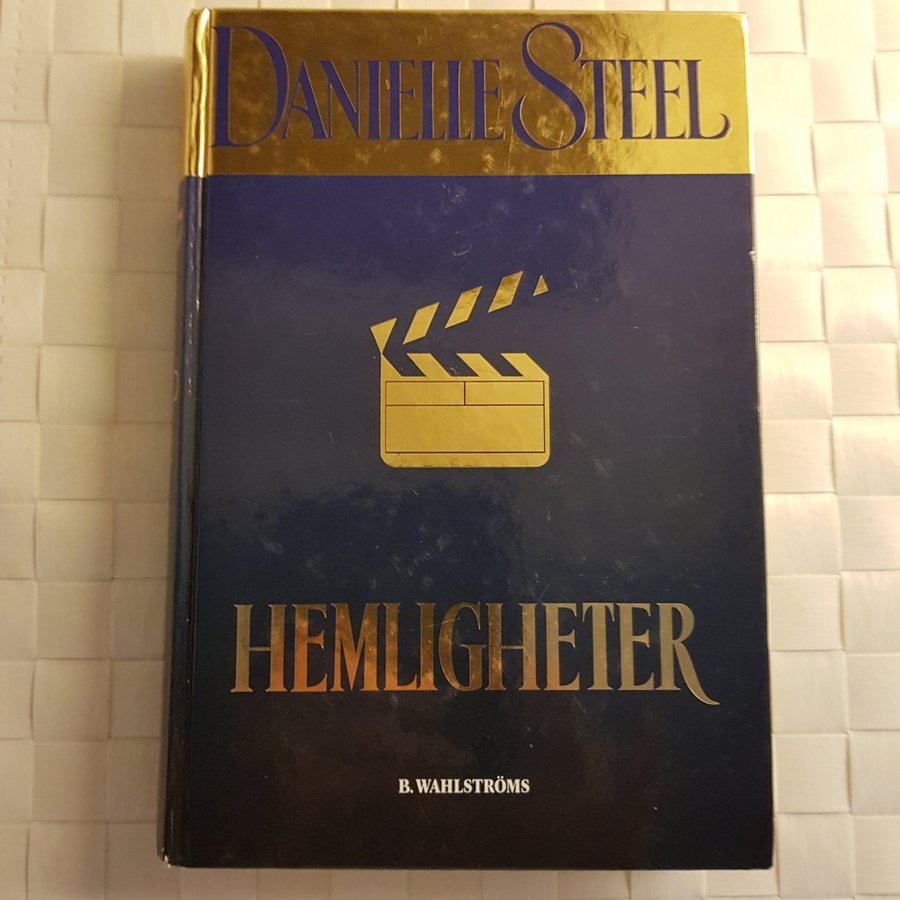 DANIELLE STEEL
HEMLIGHETER
B. WAHLSTRÖMS